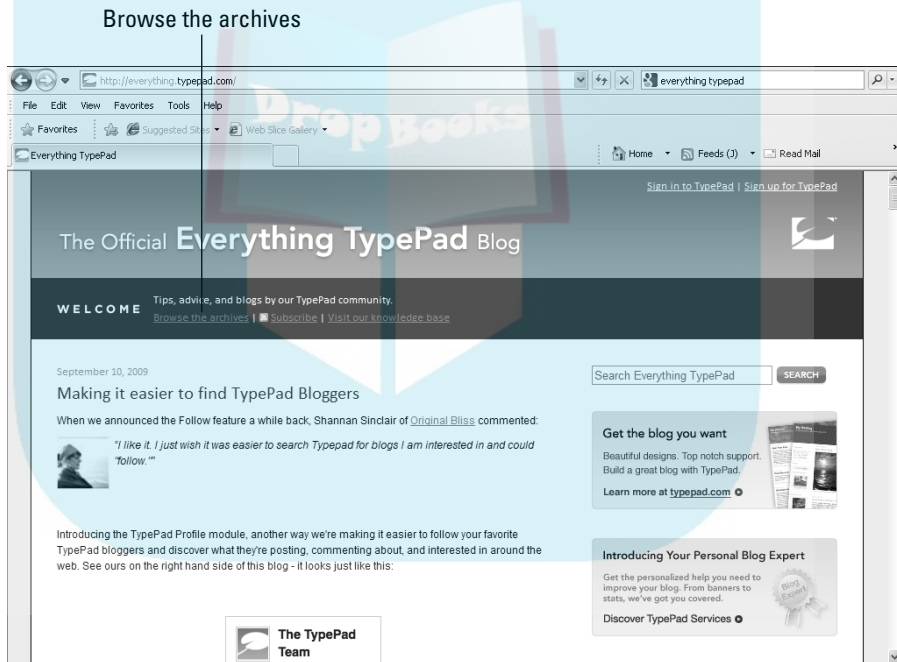 Browse the archives
http://everything.typepad.com/
everything typepad
File Edit View Favorites Tools Help
Favorites Suggested Sites Web Slice Gallery
Everything TypePad
Home Feeds (J) Read Mail
Drop Books
Sign in to TypePad | Sign up for TypePad
The Official Everything TypePad Blog
WELCOME
Tips, advice, and blogs by our TypePad community.
Browse the archives | Subscribe | Visit our knowledge base
September 10, 2009
Making it easier to find TypePad Bloggers
When we announced the Follow feature a while back, Shannan Sinclair of Original Bliss commented:
"I like it. I just wish it was easier to search Typepad for blogs I am interested in and could
"follow.""
Introducing the TypePad Profile module, another way we're making it easier to follow your favorite
TypePad bloggers and discover what they're posting, commenting about, and interested in around the
web. See ours on the right hand side of this blog - it looks just like this:
The TypePad
Team
Search Everything TypePad SEARCH
Get the blog you want
Beautiful designs. Top notch support.
Build a great blog with TypePad.
Learn more at typepad.com
Introducing Your Personal Blog Expert
Get the personalized help you need to
improve your blog. From banners to
stats, we've got you covered.
Discover TypePad Services
Blog
Expert